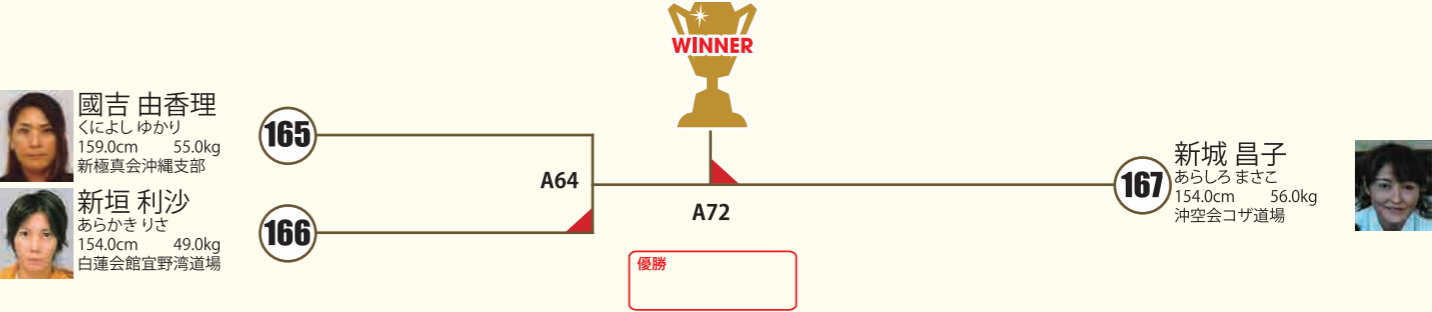 WINNER
國吉 由香理
くによし ゆかり
159.0cm 55.0kg
新極真会沖縄支部
165
新垣 利沙
あらかき りさ
154.0cm 49.0kg
白蓮会館宜野湾道場
166
A64
A72
優勝
167
新城 昌子
あらしろ まさこ
154.0cm 56.0kg
沖空会コザ道場